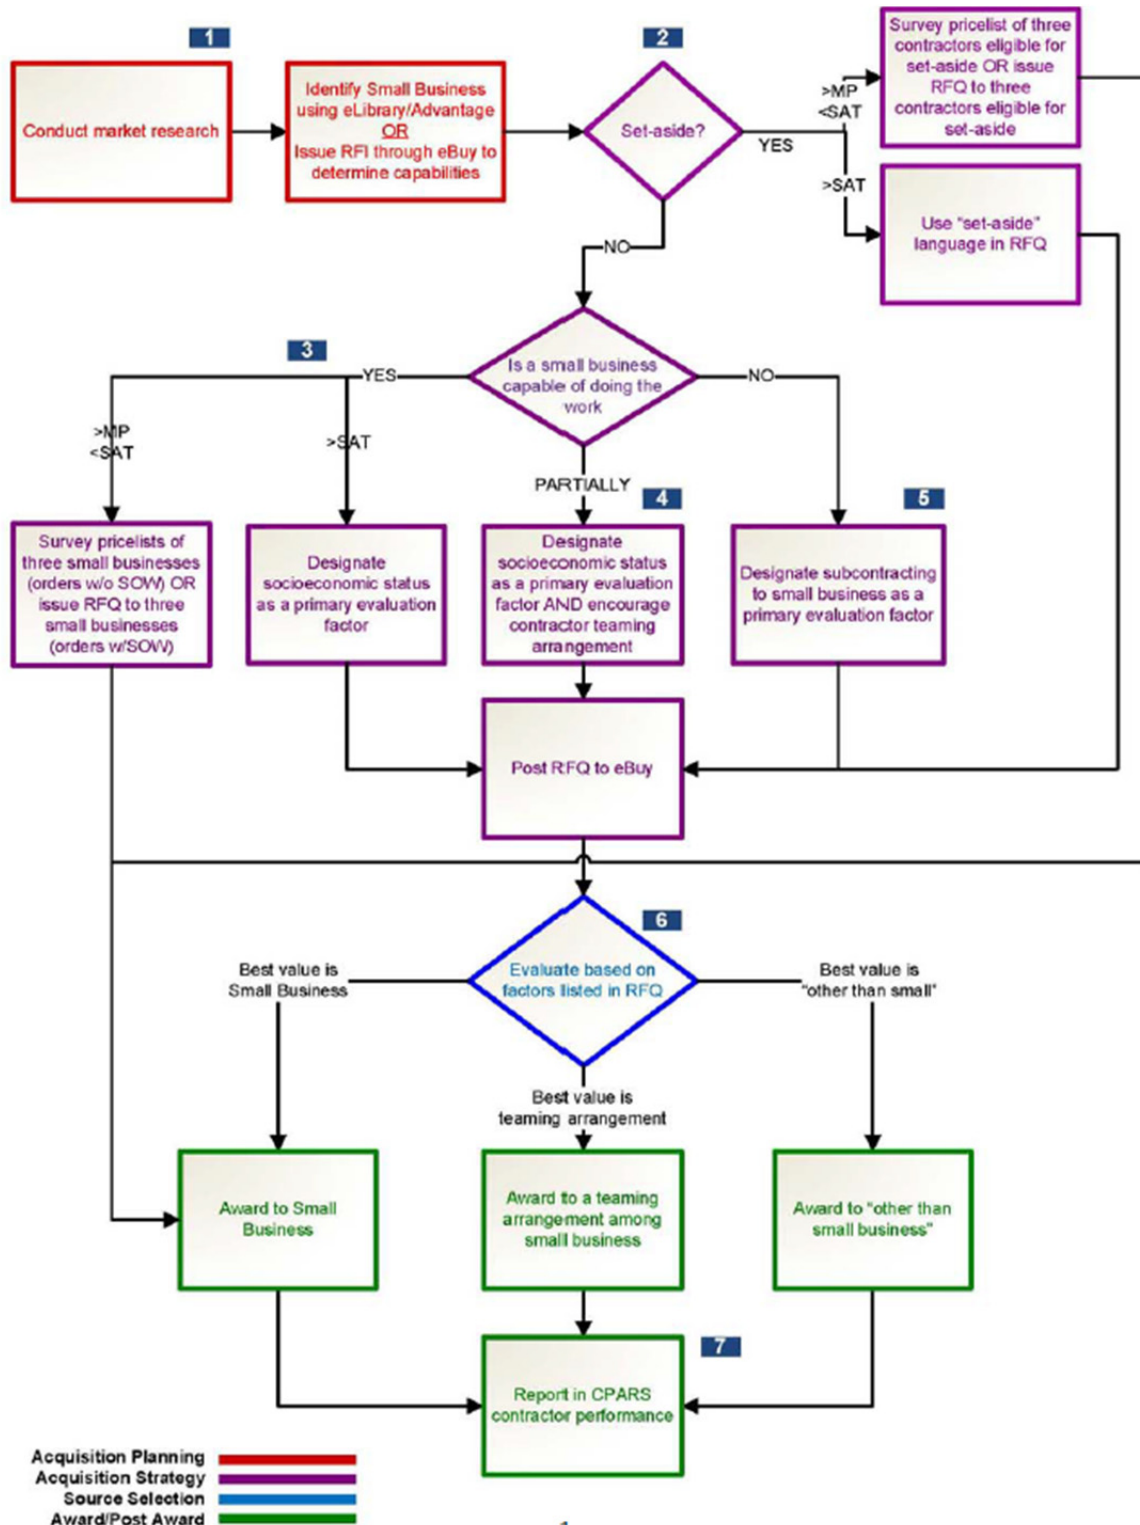 1
Conduct market research
Identify Small Business
using eLibrary/Advantage
OR
Issue RFI through eBuy to
determine capabilities
2
Set-aside?
YES
>MP
<SAT
Survey pricelist of three
contractors eligible for
set-aside OR issue
RFQ to three
contractors eligible for
set-aside
>SAT
Use "set-aside"
language in RFQ
NO
3
YES
Is a small business
capable of doing the
work
NO
>MP
<SAT
>SAT
PARTIALLY
4
5
Survey pricelists of
three small businesses
(orders w/o SOW) OR
issue RFQ to three
small businesses
(orders w/SOW)
Designate
socioeconomic status
as a primary evaluation
factor
Designate
socioeconomic status
as a primary evaluation
factor AND encourage
contractor teaming
arrangement
Designate subcontracting
to small business as a
primary evaluation factor
Post RFQ to eBuy
6
Best value is
Small Business
Evaluate based on
factors listed in RFQ
Best value is
"other than small"
Best value is
teaming arrangement
Award to Small
Business
Award to a teaming
arrangement among
small business
Award to "other than
small business"
7
Report in CPARS
contractor performance
Acquisition Planning
Acquisition Strategy
Source Selection
Award/Post Award